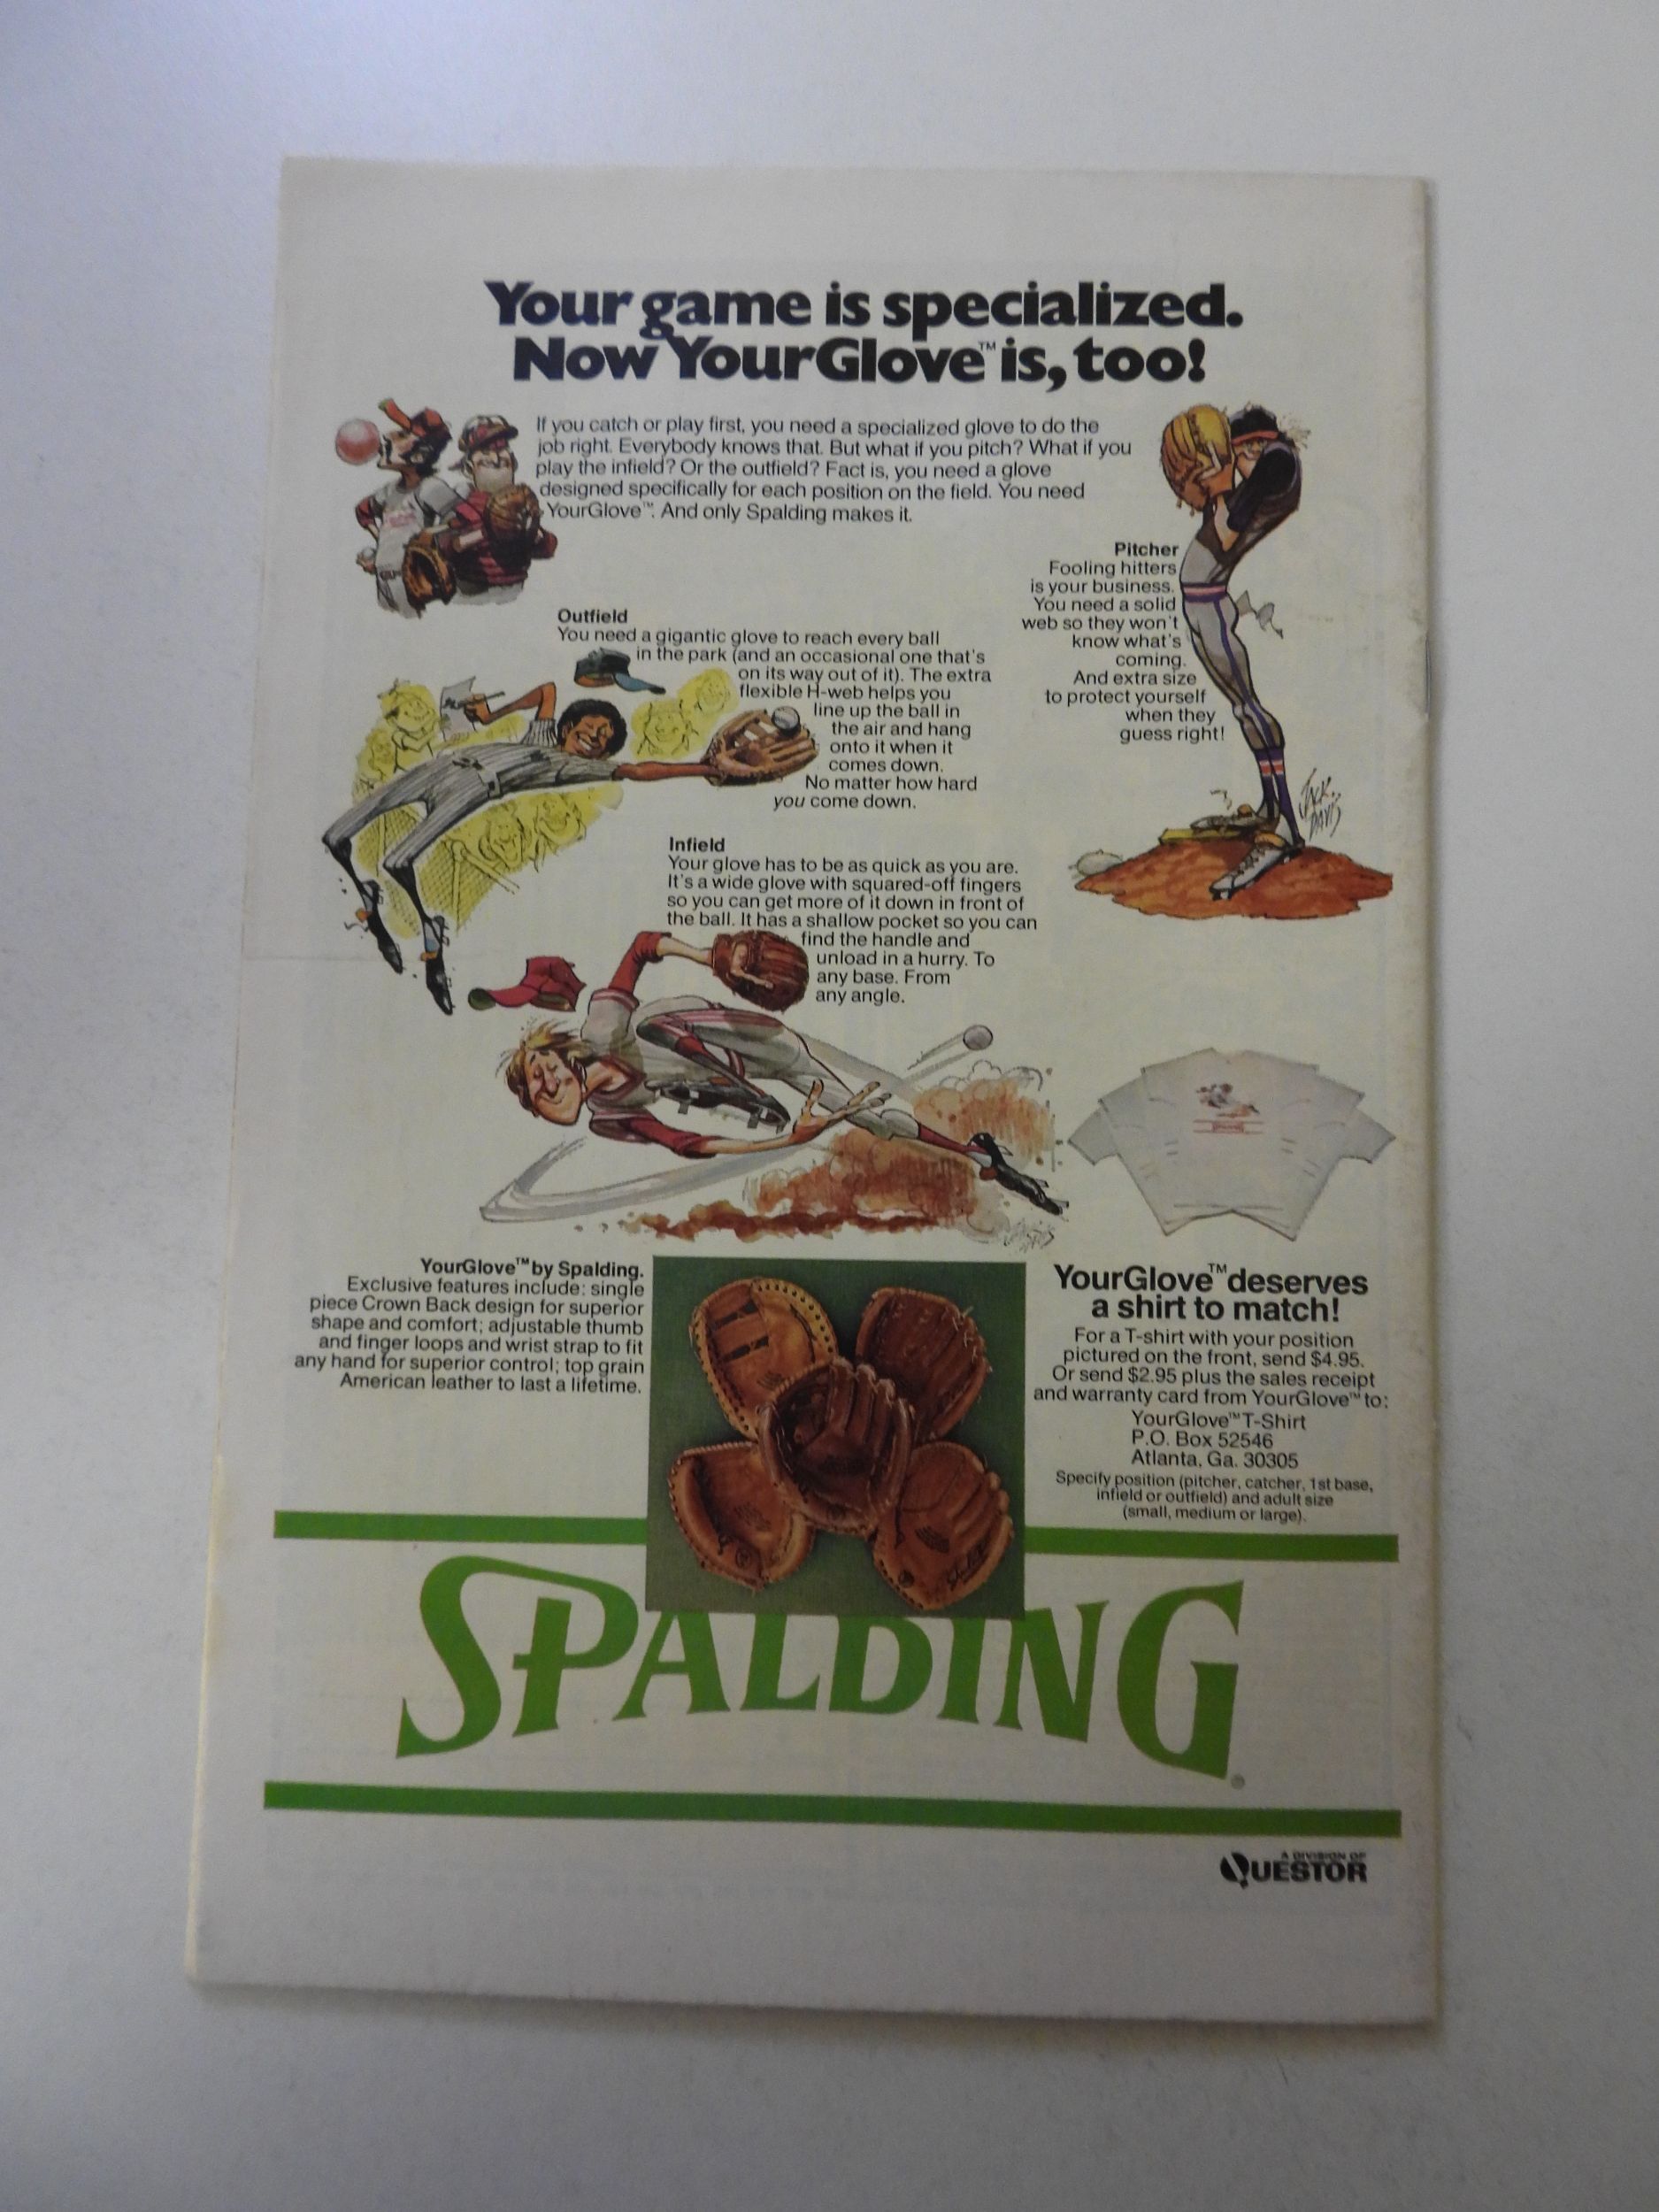 Your game is specialized.
Now YourGlove™ is, too!
If you catch or play first, you need a specialized glove to do the
job right. Everybody knows that. But what if you pitch? What if you
play the infield? Or the outfield? Fact is, you need a glove
designed specifically for each position on the field. You need
YourGlove™. And only Spalding makes it.
Pitcher
Fooling hitters
is your business.
You need a solid
web so they won't
know what's
coming.
And extra size
to protect yourself
when they
guess right!
JACK DAVIS
Outfield
You need a gigantic glove to reach every ball
in the park (and an occasional one that's
on its way out of it). The extra
flexible H-web helps you
line up the ball in
the air and hang
onto it when it
comes down.
No matter how hard
you come down.
Infield
Your glove has to be as quick as you are.
It's a wide glove with squared-off fingers
so you can get more of it down in front of
the ball. It has a shallow pocket so you can
find the handle and
unload in a hurry. To
any base. From
any angle.
YourGlove™ by Spalding.
Exclusive features include: single
piece Crown Back design for superior
shape and comfort; adjustable thumb
and finger loops and wrist strap to fit
any hand for superior control; top grain
American leather to last a lifetime.
YourGlove™ deserves
a shirt to match!
For a T-shirt with your position
pictured on the front, send $4.95.
Or send $2.95 plus the sales receipt
and warranty card from YourGlove™ to:
YourGlove™ T-Shirt
P.O. Box 52546
Atlanta, Ga. 30305
Specify position (pitcher, catcher, 1st base,
infield or outfield) and adult size
(small, medium or large).
SPALDING®
A DIVISION OF
QUESTOR